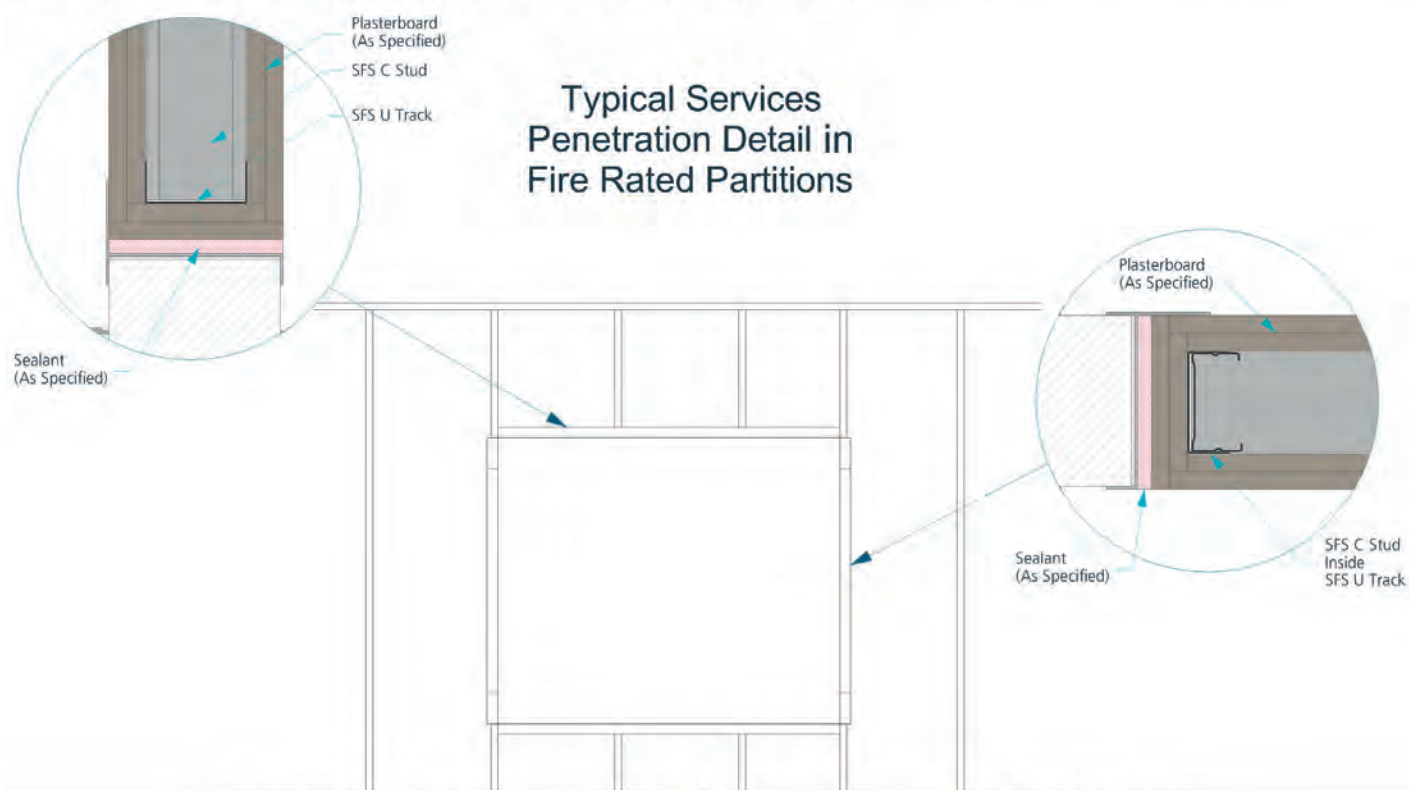 Plasterboard
(As Specified)
SFS C Stud
SFS U Track
Typical Services
Penetration Detail in
Fire Rated Partitions
Sealant
(As Specified)
Plasterboard
(As Specified)
Sealant
(As Specified)
SFS C Stud
Inside
SFS U Track